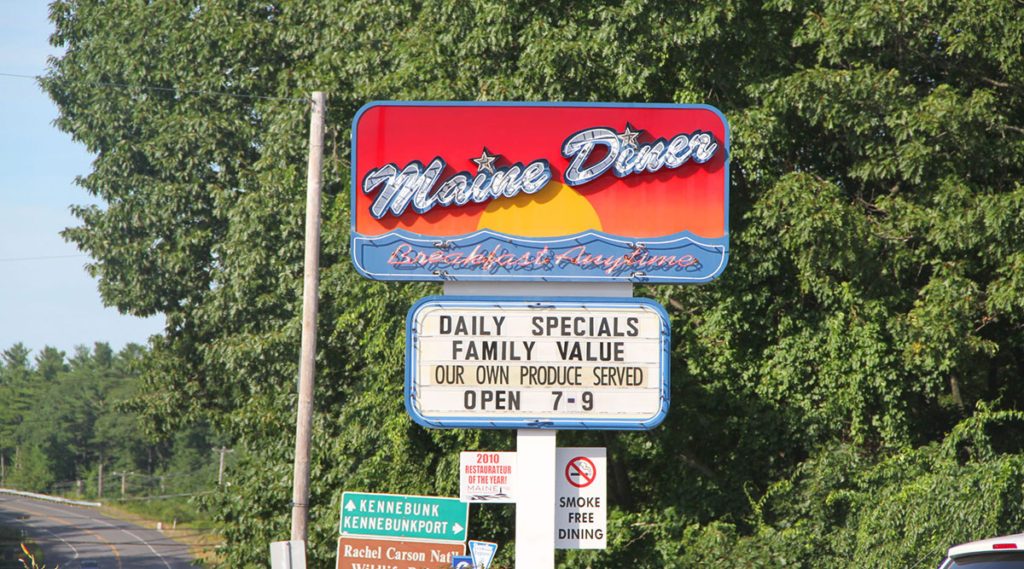 Maine Diner
Breakfast Anytime
DAILY SPECIALS
FAMILY VALUE
OUR OWN PRODUCE SERVED
OPEN 7-9
2010
RESTAURATEUR
OF THE YEAR!
MAINE
SMOKE
FREE
DINING
KENNEBUNK
KENNEBUNKPORT
Rachel Carson Nat'l